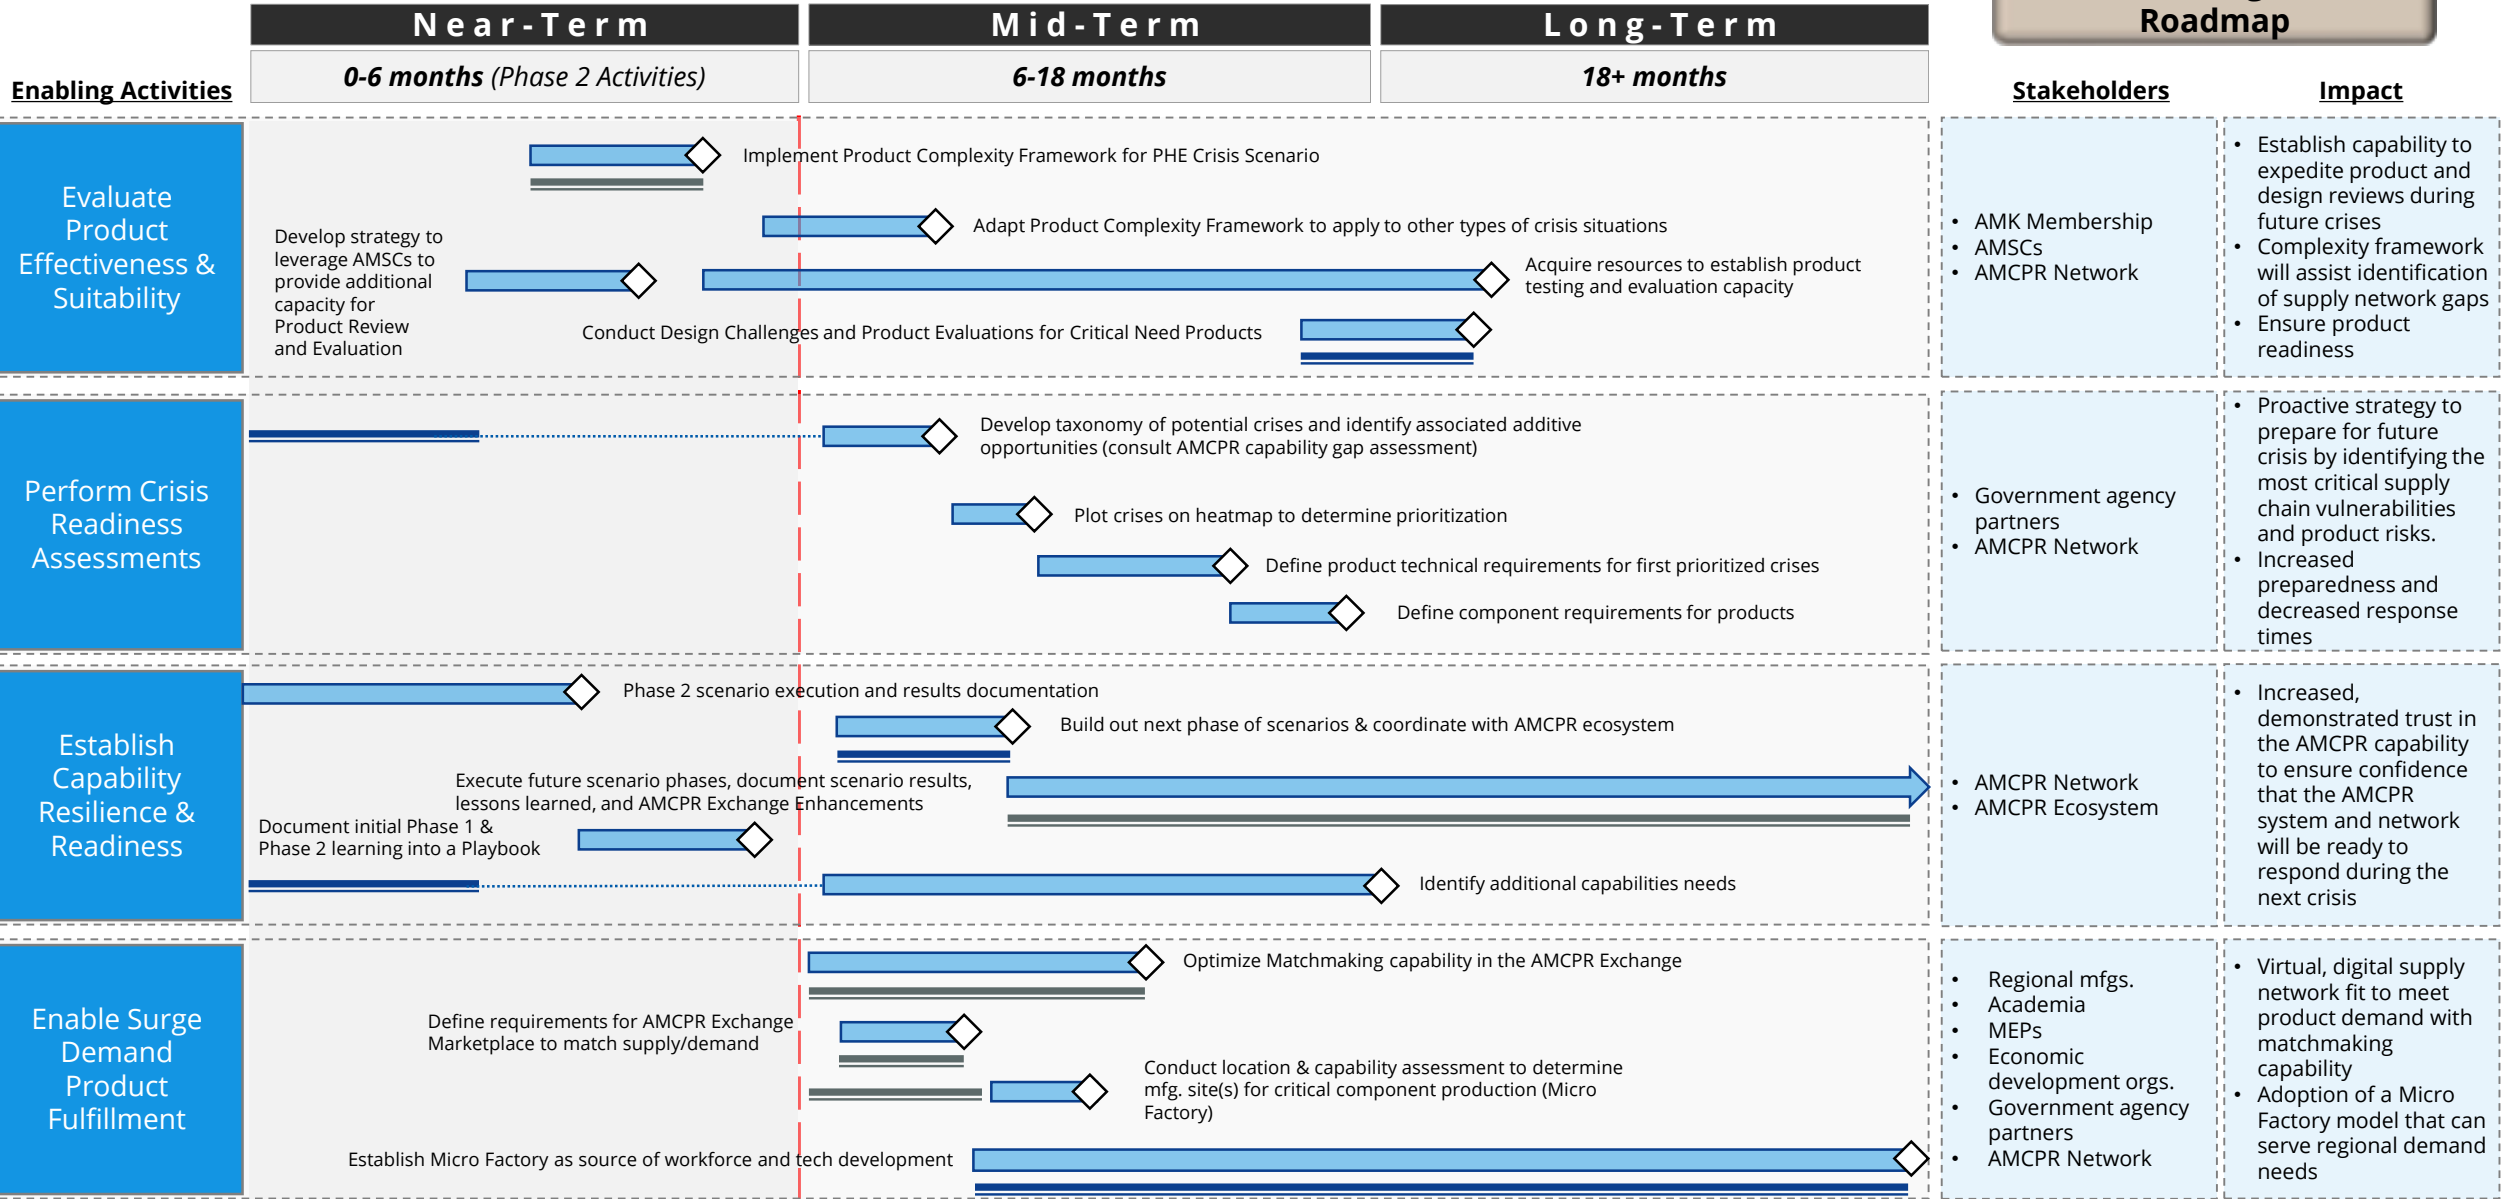 Roadmap
Near-Term
Mid-Term
Long-Term
0-6 months (Phase 2 Activities)
6-18 months
18+ months
Enabling Activities
Stakeholders
Impact
Evaluate
Product
Effectiveness &
Suitability
Implement Product Complexity Framework for PHE Crisis Scenario
Adapt Product Complexity Framework to apply to other types of crisis situations
Develop strategy to
leverage AMSCs to
provide additional
capacity for
Product Review
and Evaluation
Acquire resources to establish product
testing and evaluation capacity
Conduct Design Challenges and Product Evaluations for Critical Need Products
• AMK Membership
• AMSCs
• AMCPR Network
• Establish capability to
expedite product and
design reviews during
future crises
• Complexity framework
will assist identification
of supply network gaps
• Ensure product
readiness
Perform Crisis
Readiness
Assessments
Develop taxonomy of potential crises and identify associated additive
opportunities (consult AMCPR capability gap assessment)
Plot crises on heatmap to determine prioritization
Define product technical requirements for first prioritized crises
Define component requirements for products
• Government agency
partners
• AMCPR Network
• Proactive strategy to
prepare for future
crisis by identifying the
most critical supply
chain vulnerabilities
and product risks.
• Increased
preparedness and
decreased response
times
Establish
Capability
Resilience &
Readiness
Phase 2 scenario execution and results documentation
Build out next phase of scenarios & coordinate with AMCPR ecosystem
Execute future scenario phases, document scenario results,
lessons learned, and AMCPR Exchange Enhancements
Document initial Phase 1 &
Phase 2 learning into a Playbook
Identify additional capabilities needs
• AMCPR Network
• AMCPR Ecosystem
• Increased,
demonstrated trust in
the AMCPR capability
to ensure confidence
that the AMCPR
system and network
will be ready to
respond during the
next crisis
Enable Surge
Demand
Product
Fulfillment
Optimize Matchmaking capability in the AMCPR Exchange
Define requirements for AMCPR Exchange
Marketplace to match supply/demand
Conduct location & capability assessment to determine
mfg. site(s) for critical component production (Micro
Factory)
Establish Micro Factory as source of workforce and tech development
• Regional mfgs.
• Academia
• MEPs
• Economic
development orgs.
• Government agency
partners
• AMCPR Network
• Virtual, digital supply
network fit to meet
product demand with
matchmaking
capability
• Adoption of a Micro
Factory model that can
serve regional demand
needs